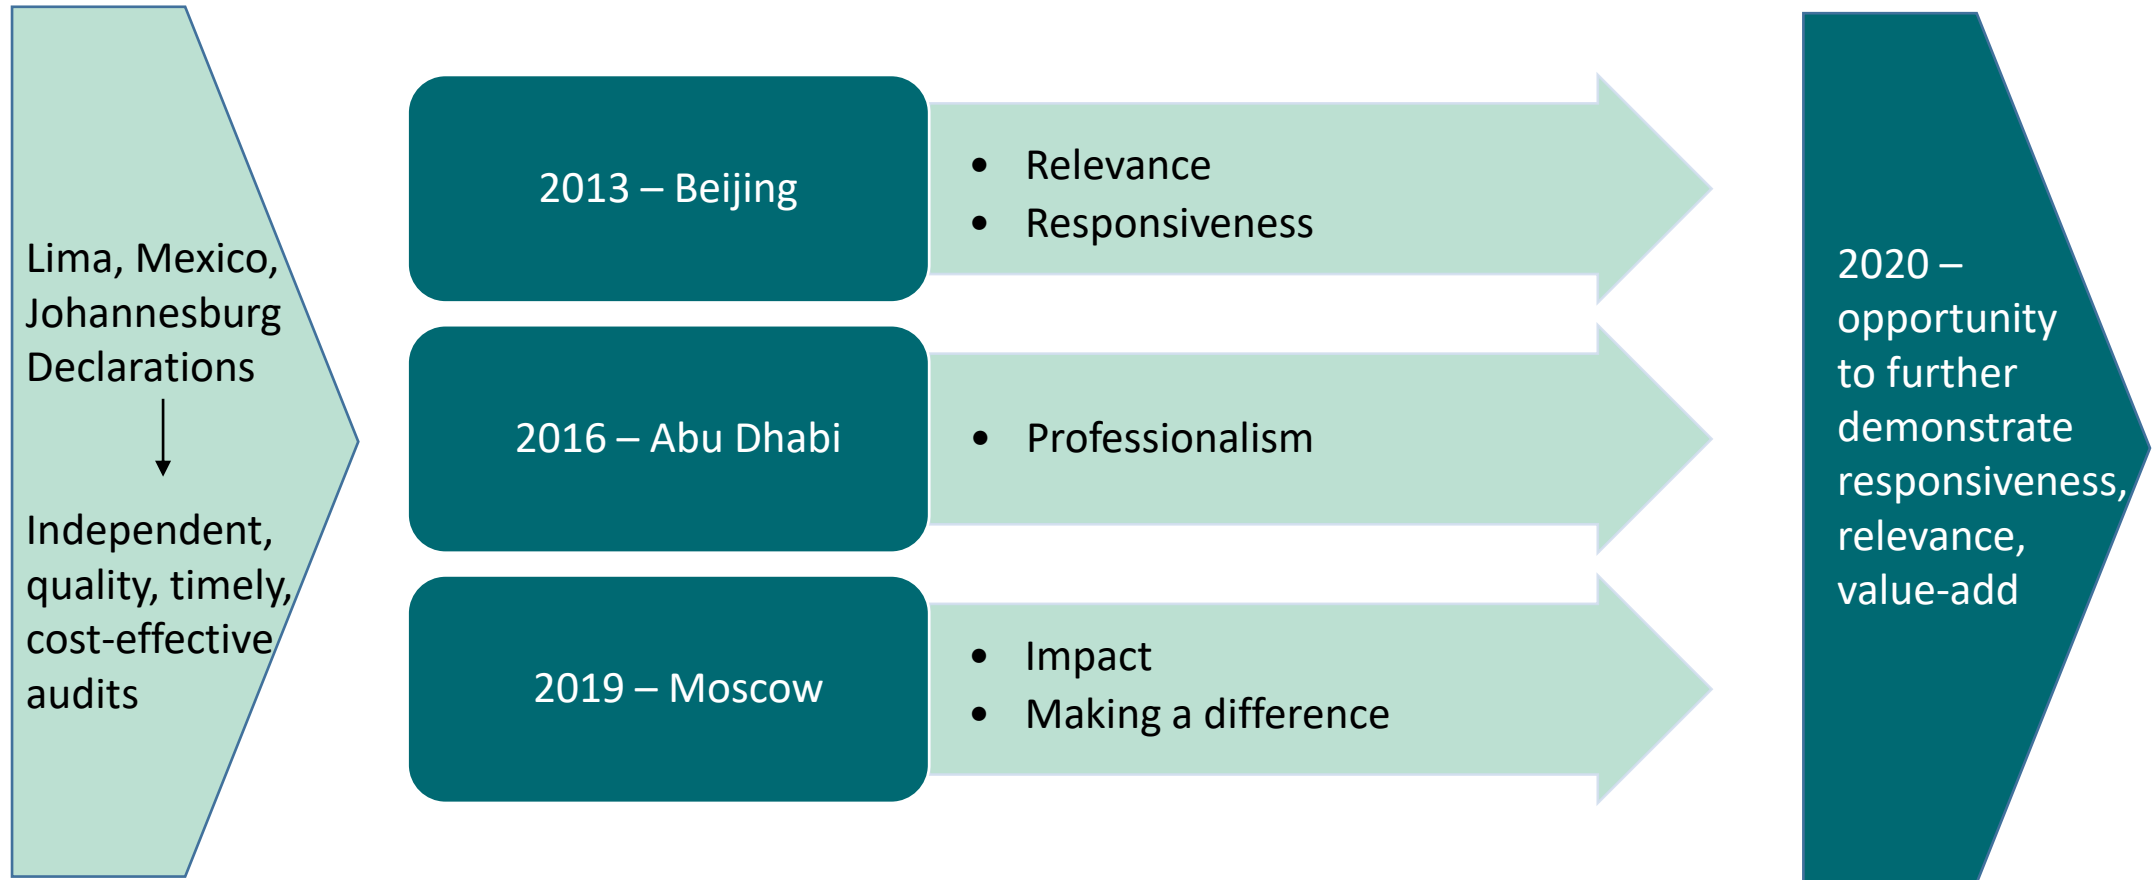 Lima, Mexico,
Johannesburg
Declarations
Independent,
quality, timely,
cost-effective
audits
2013 – Beijing
• Relevance
• Responsiveness
2016 – Abu Dhabi
• Professionalism
2019 – Moscow
• Impact
• Making a difference
2020 –
opportunity
to further
demonstrate
responsiveness,
relevance,
value-add